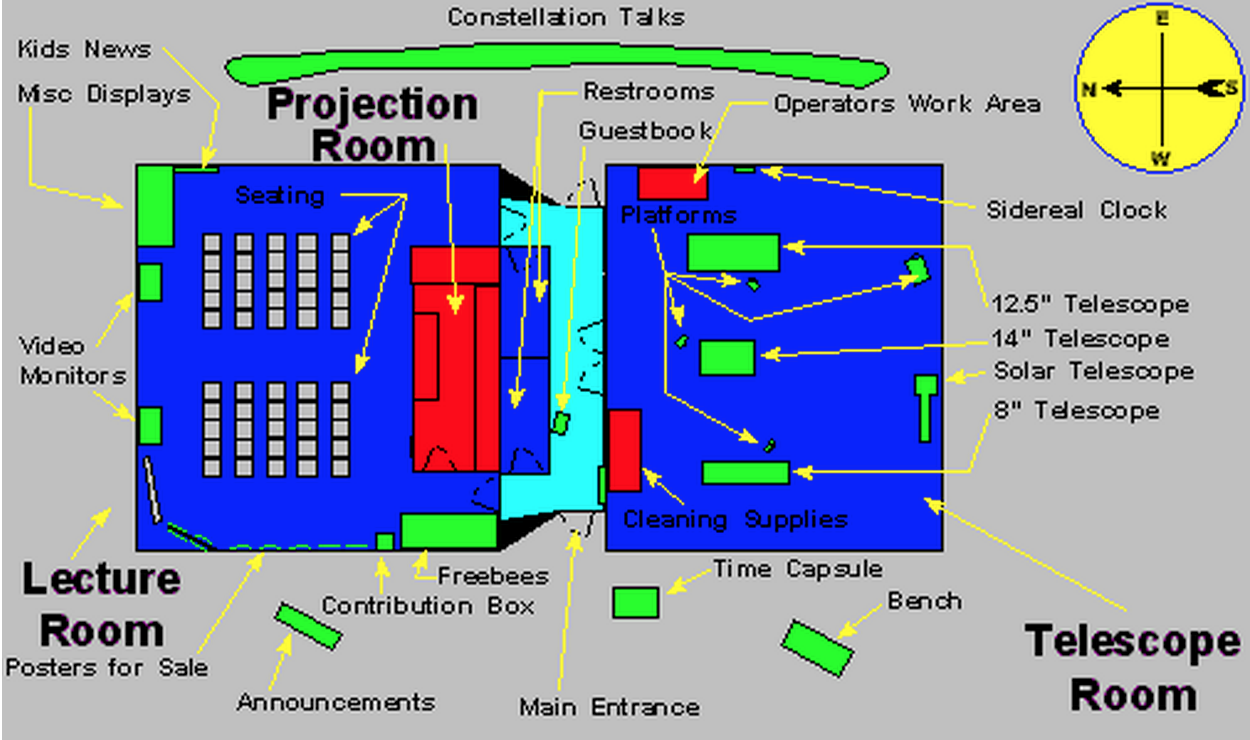 Constellation Talks
Kids News
Misc Displays
Projection
Room
Restrooms
Guestbook
Operators Work Area
E
N
S
W
Seating
Platforms
Sidereal Clock
12.5" Telescope
14" Telescope
Solar Telescope
8" Telescope
Video
Monitors
Cleaning Supplies
Lecture
Room
Freebees
Contribution Box
Time Capsule
Bench
Telescope
Room
Posters for Sale
Announcements
Main Entrance